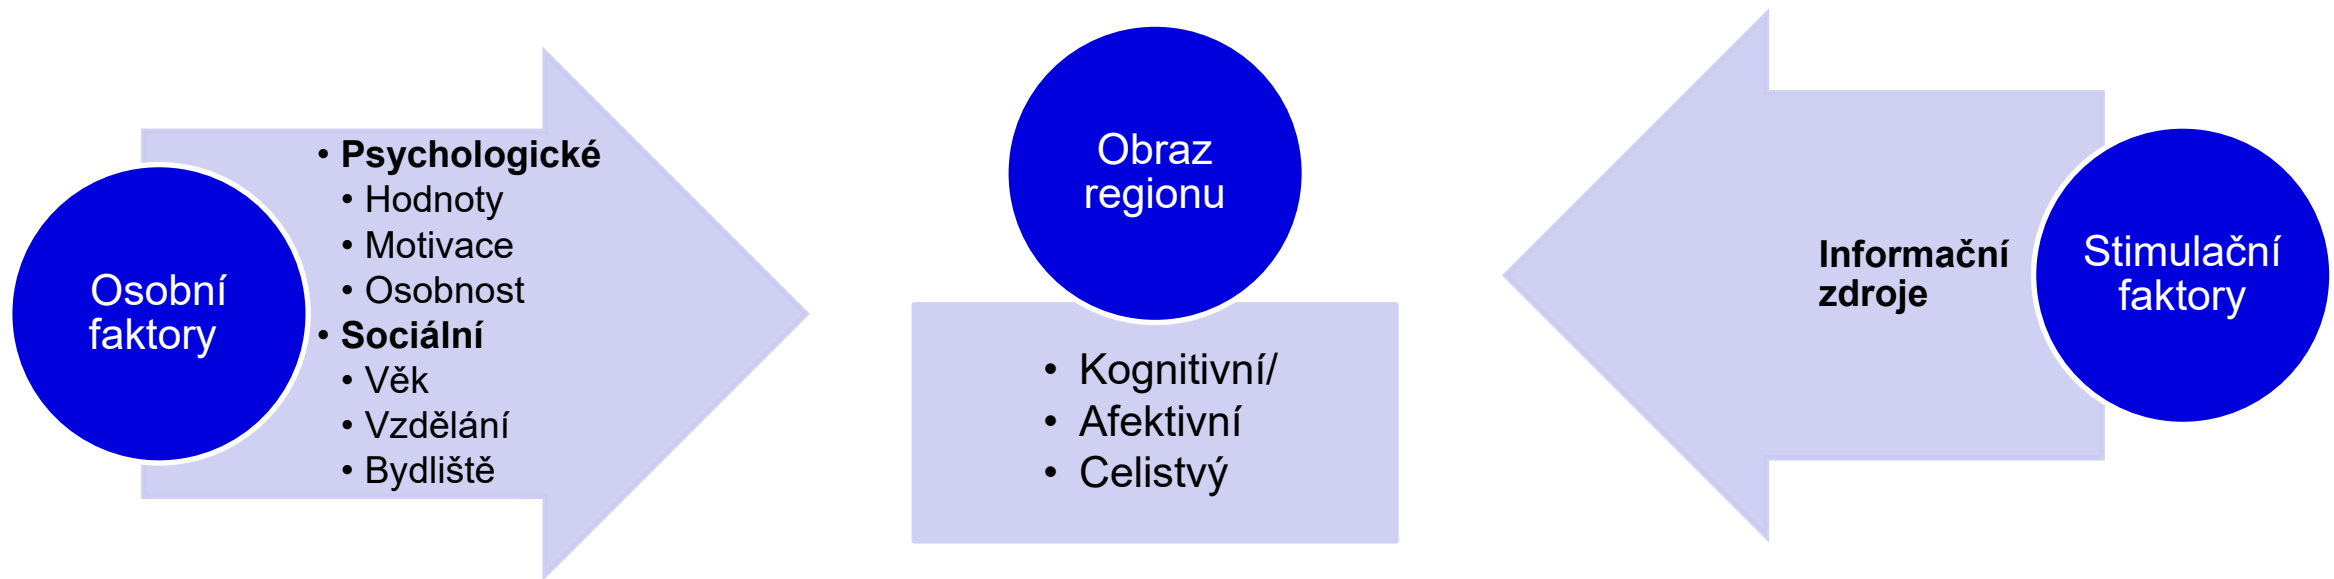 Osobní
faktory
• Psychologické
• Hodnoty
• Motivace
• Osobnost
• Sociální
• Věk
• Vzdělání
• Bydliště
Obraz
regionu
• Kognitivní/
• Afektivní
• Celistvý
Informační
zdroje
Stimulační
faktory